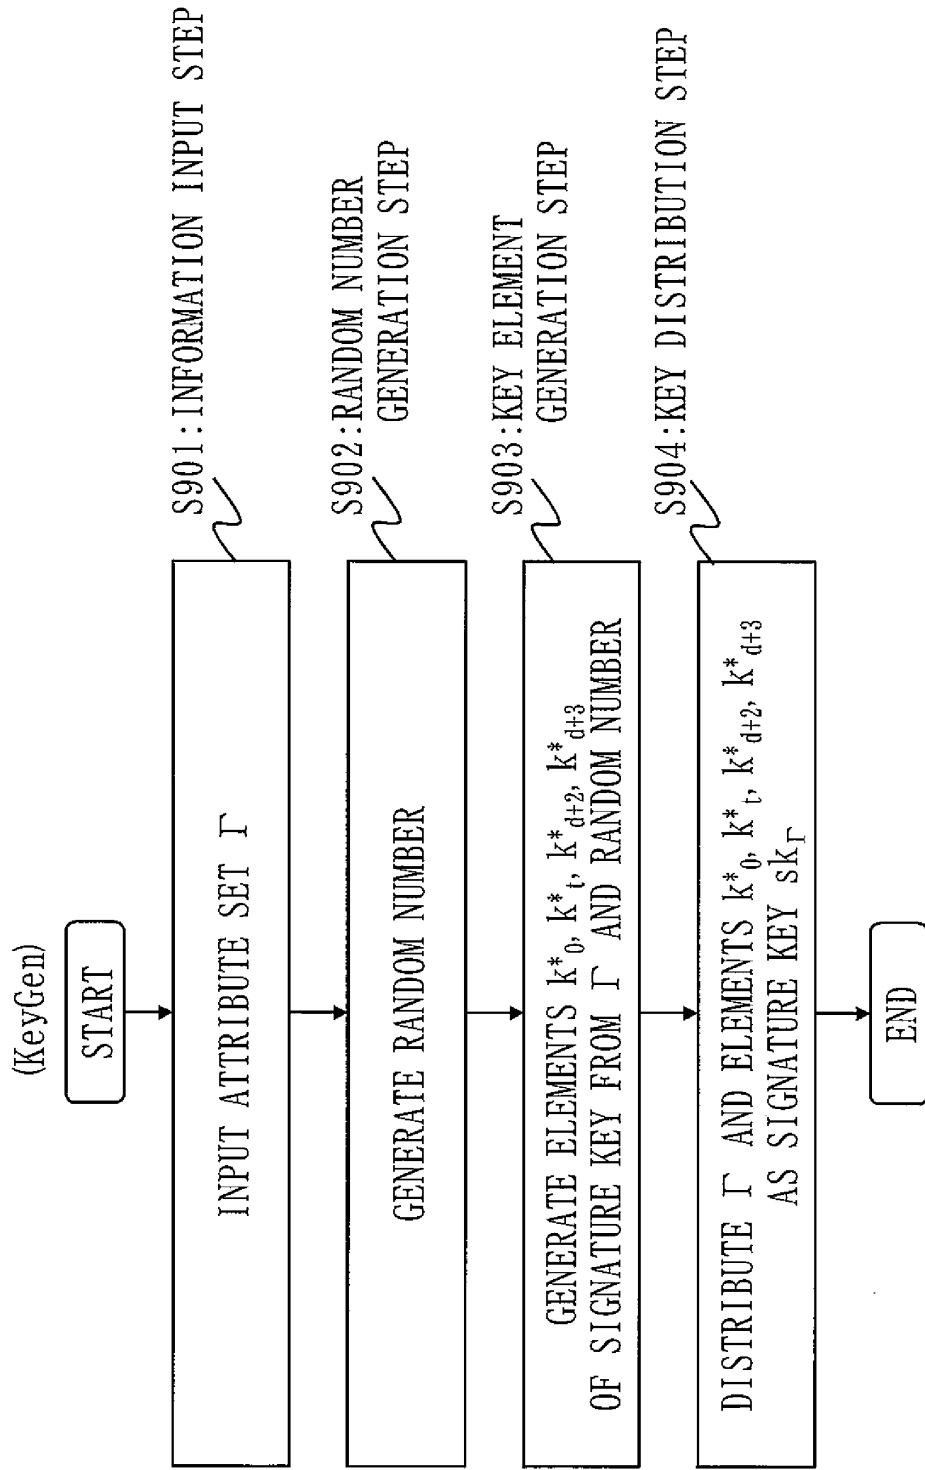 (KeyGen)
START
INPUT ATTRIBUTE SET Γ
S901:INFORMATION INPUT STEP
GENERATE RANDOM NUMBER
S902:RANDOM NUMBER
GENERATION STEP
GENERATE ELEMENTS k*0, k*t, k*d+2, k*d+3
OF SIGNATURE KEY FROM Γ AND RANDOM NUMBER
S903:KEY ELEMENT
GENERATION STEP
DISTRIBUTE Γ AND ELEMENTS k*0, k*t, k*d+2, k*d+3
AS SIGNATURE KEY skΓ
S904:KEY DISTRIBUTION STEP
END